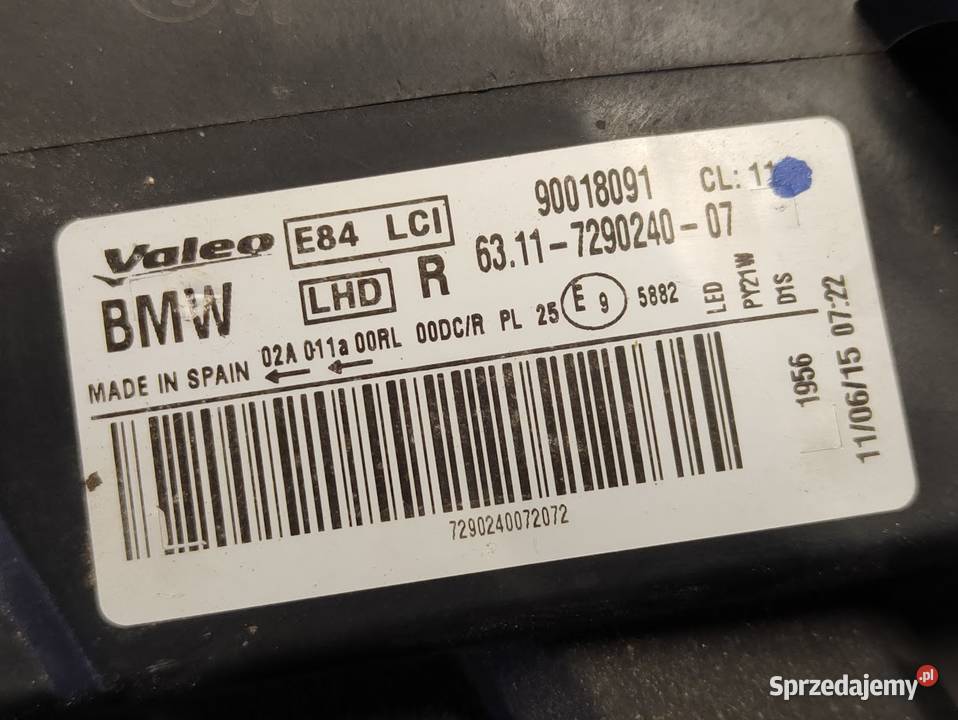 Valeo E84 LCI 90018091 CL: 11
BMW LHD R 63.11-7290240-07
MADE IN SPAIN 02A 011a 00RL 00DC/R PL 25 E 9 5882
LED
PY21W
D1S
1956
11/06/15 07:22
7290240072072
Sprzedajemy.pl